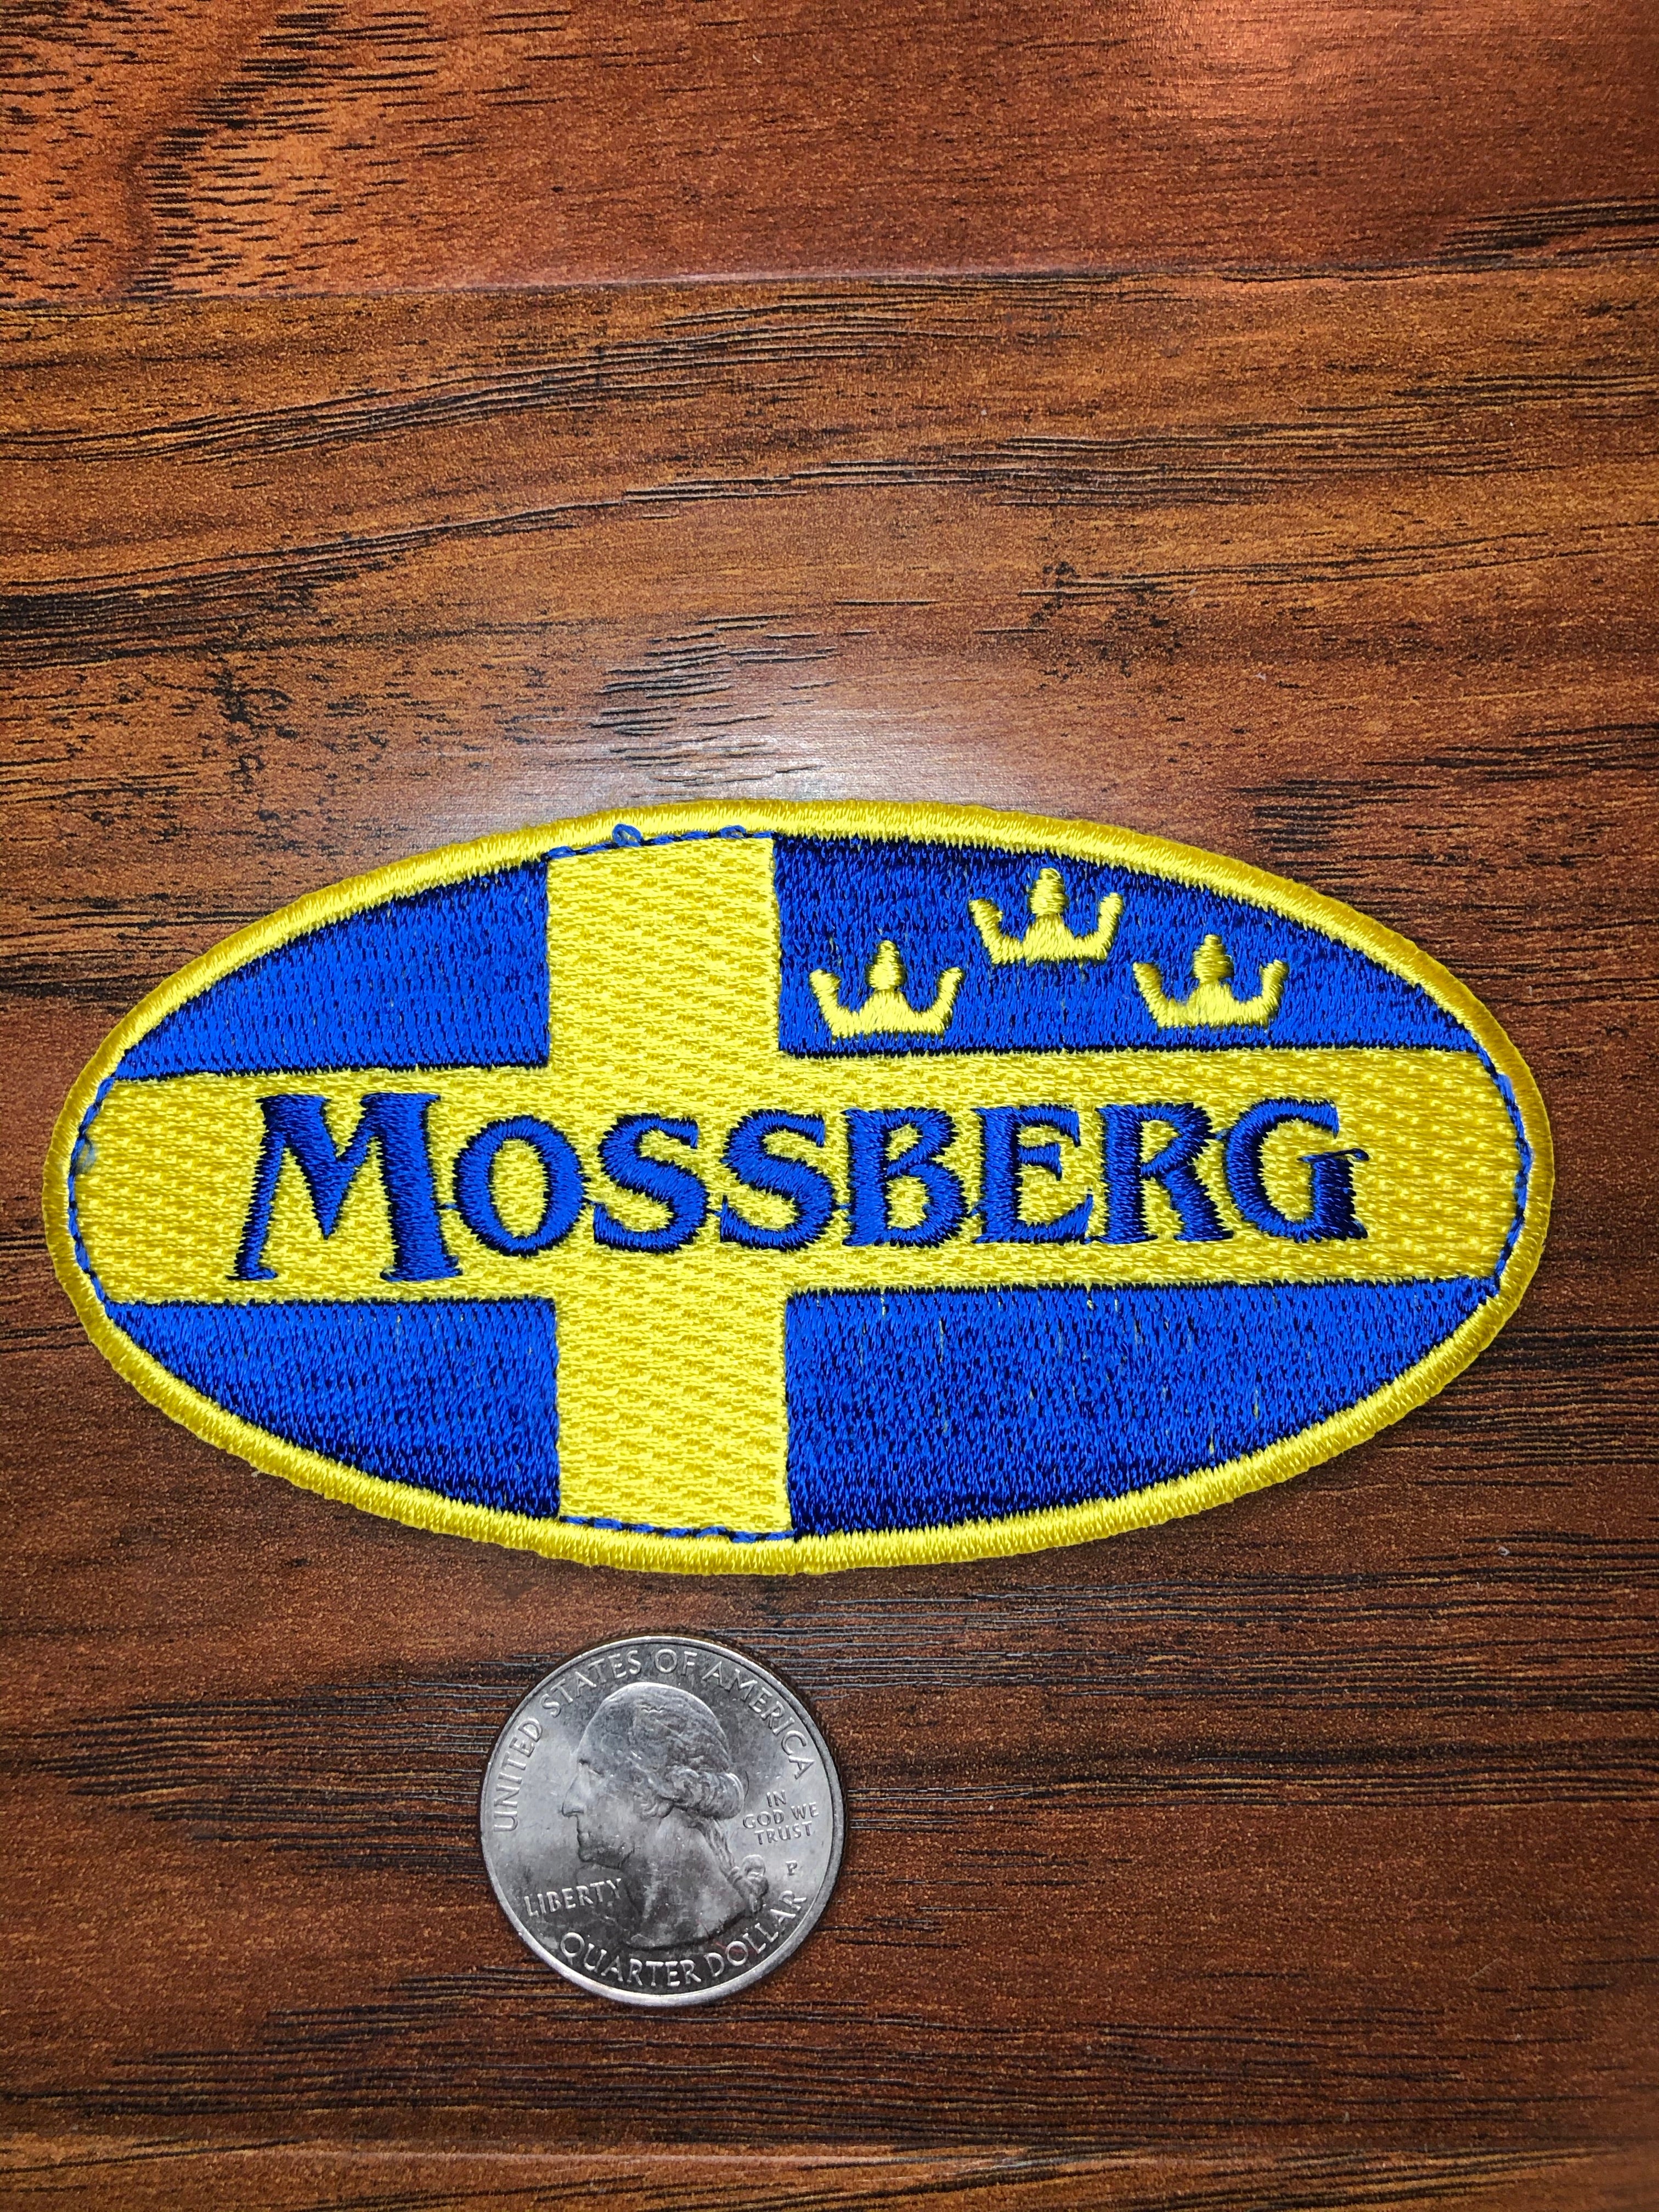 MOSSBERG
UNITED STATES OF AMERICA
IN
GOD WE
TRUST
P
LIBERTY
QUARTER DOLLAR